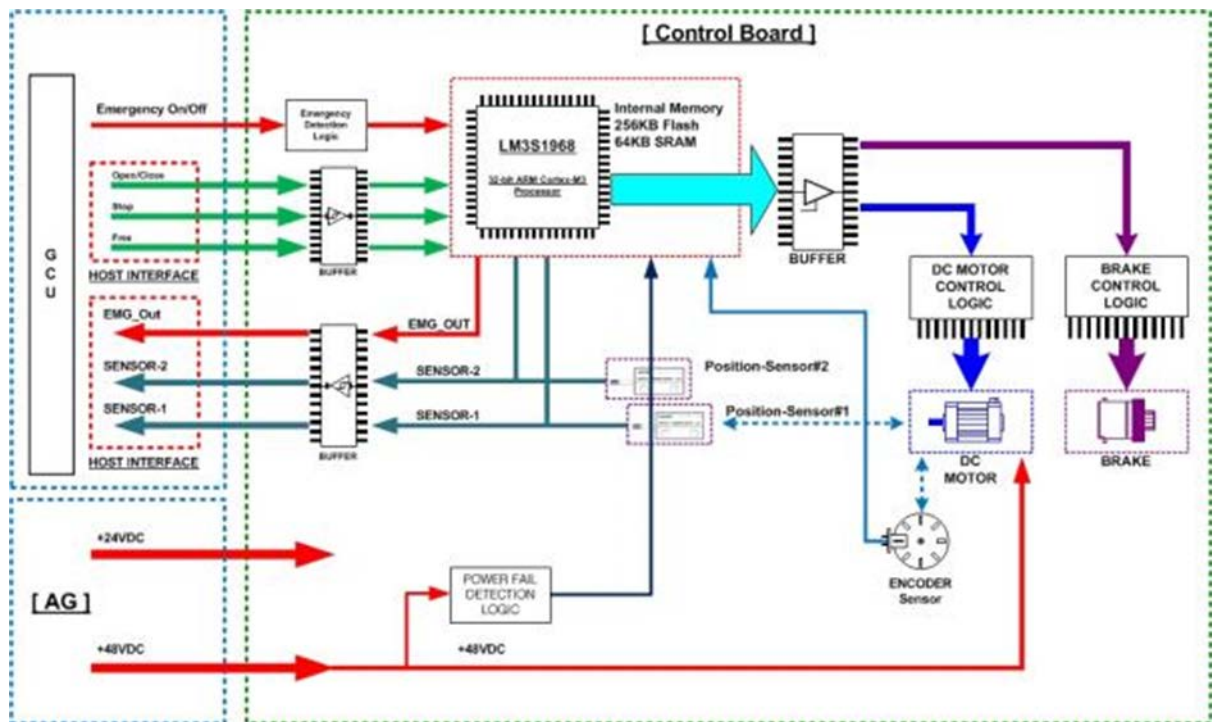 [ Control Board ]
Emergency On/Off
Emergency
Detection
Logic
Internal Memory
256KB Flash
64KB SRAM
LM3S1968
32-bit ARM Cortex-M3
Processor
Open/Close
Stop
Free
HOST INTERFACE
BUFFER
BUFFER
G
C
U
DC MOTOR
CONTROL
LOGIC
BRAKE
CONTROL
LOGIC
EMG_Out
EMG_OUT
SENSOR-2
SENSOR-2
Position-Sensor#2
SENSOR-1
SENSOR-1
Position-Sensor#1
HOST INTERFACE
BUFFER
DC
MOTOR
BRAKE
ENCODER
Sensor
+24VDC
POWER FAIL
DETECTION
LOGIC
[ AG ]
+48VDC
+48VDC